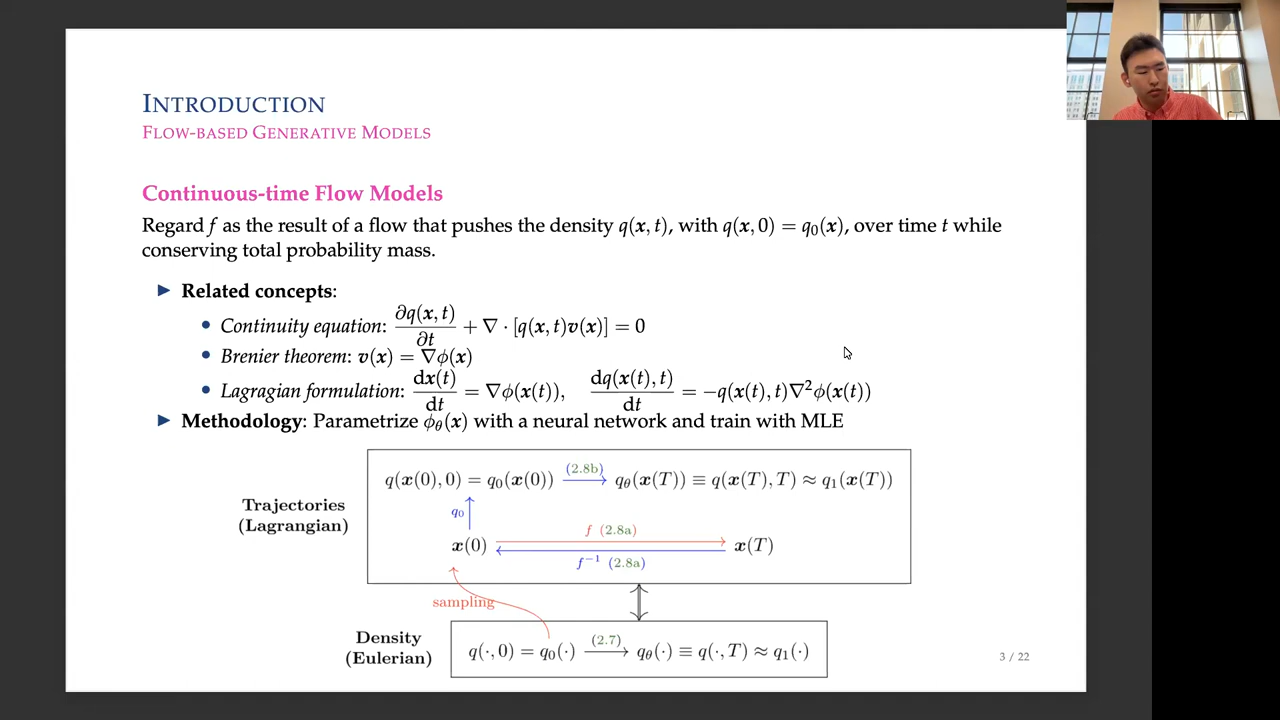 INTRODUCTION
FLOW-BASED GENERATIVE MODELS
Continuous-time Flow Models
Regard f as the result of a flow that pushes the density q(x, t), with q(x, 0) = q₀(x), over time t while
conserving total probability mass.
▶ Related concepts:
• Continuity equation: ∂q(x, t)/∂t + ∇ · [q(x, t)v(x)] = 0
• Brenier theorem: v(x) = ∇ϕ(x)
• Lagragian formulation: dx(t)/dt = ∇ϕ(x(t)), dq(x(t), t)/dt = −q(x(t), t)∇²ϕ(x(t))
▶ Methodology: Parametrize ϕ_θ(x) with a neural network and train with MLE
Trajectories
(Lagrangian)
q(x(0), 0) = q₀(x(0)) (2.8b) → q_θ(x(T)) ≡ q(x(T), T) ≈ q₁(x(T))
q₀ ↑
f (2.8a)
x(0) ⇄ x(T)
f⁻¹ (2.8a)
sampling
Density
(Eulerian)
q(·, 0) = q₀(·) (2.7) → q_θ(·) ≡ q(·, T) ≈ q₁(·)
3 / 22